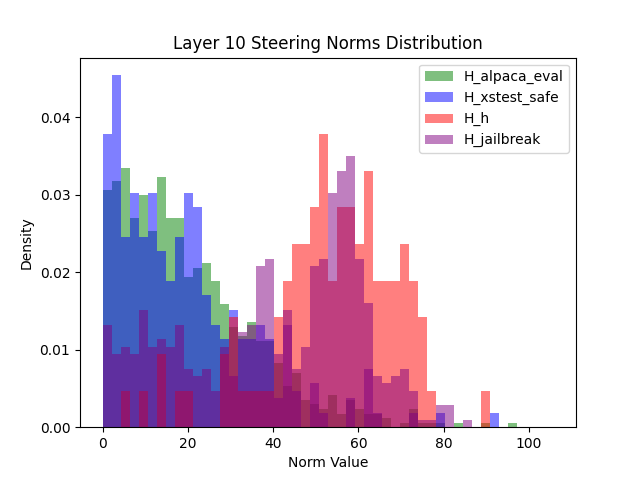 Layer 10 Steering Norms Distribution
H_alpaca_eval
H_xstest_safe
H_h
H_jailbreak
Density
0.04
0.03
0.02
0.01
0.00
0
20
40
60
80
100
Norm Value